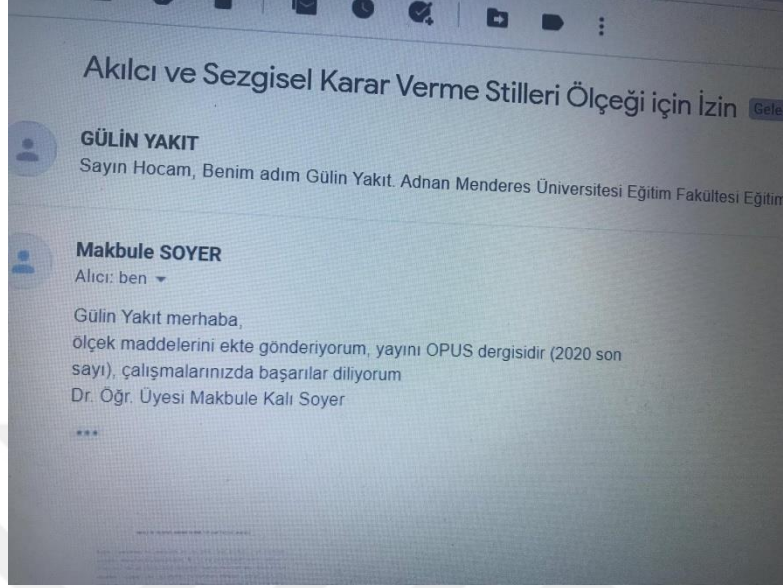 Akılcı ve Sezgisel Karar Verme Stilleri Ölçeği için İzin Gele
GÜLİN YAKIT
Sayın Hocam, Benim adım Gülin Yakıt. Adnan Menderes Üniversitesi Eğitim Fakültesi Eğitim
Makbule SOYER
Alıcı: ben
Gülin Yakıt merhaba,
ölçek maddelerini ekte gönderiyorum, yayını OPUS dergisidir (2020 son
sayı), çalışmalarınızda başarılar diliyorum
Dr. Öğr. Üyesi Makbule Kalı Soyer